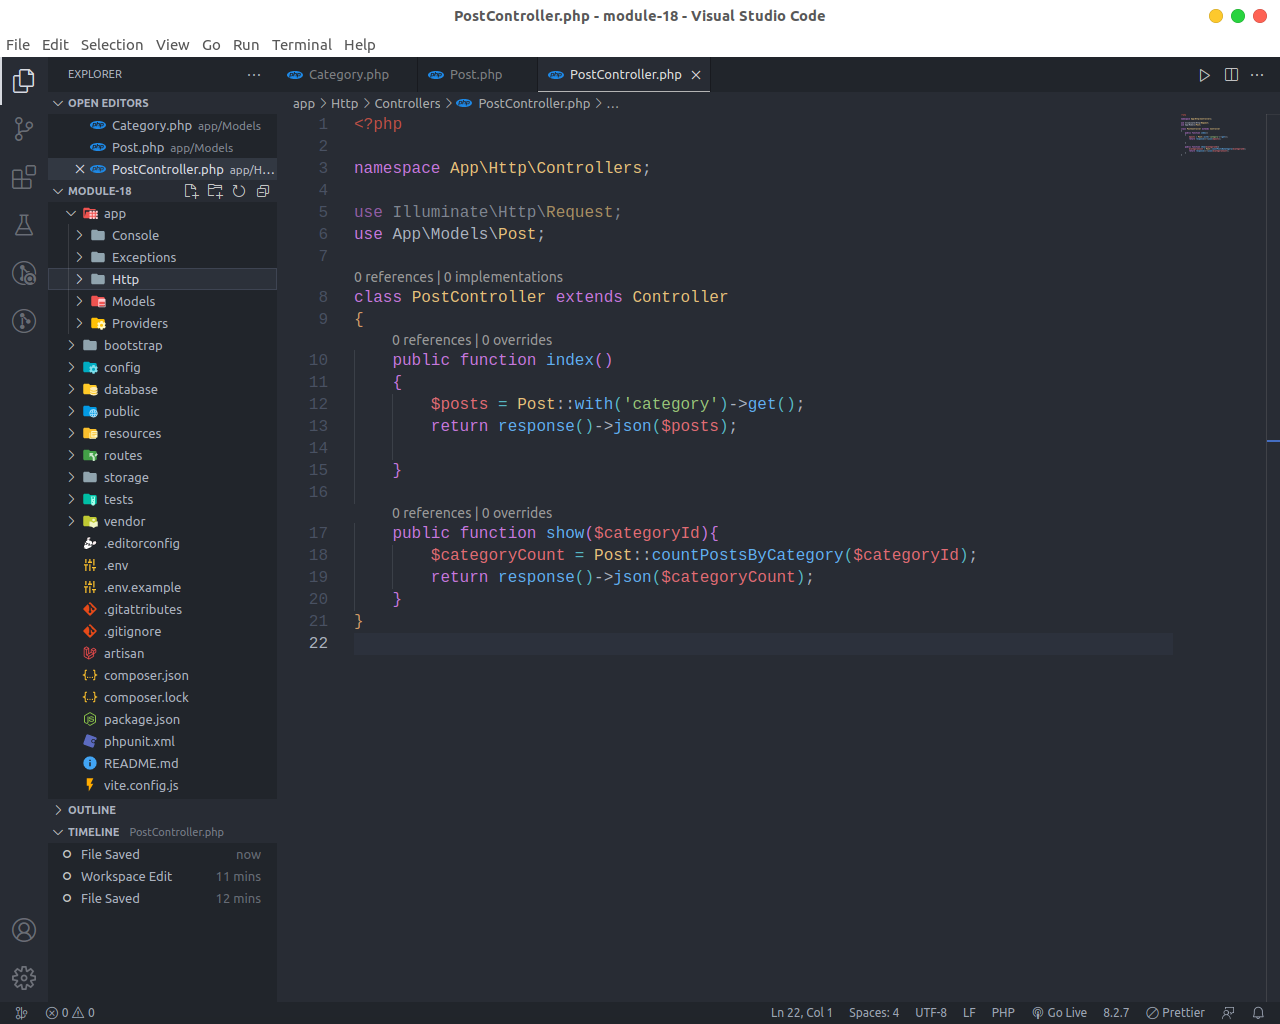 PostController.php - module-18 - Visual Studio Code
File Edit Selection View Go Run Terminal Help
EXPLORER
Category.php Post.php PostController.php
OPEN EDITORS
Category.php app/Models
Post.php app/Models
PostController.php app/H...
MODULE-18
app
Console
Exceptions
Http
Models
Providers
bootstrap
config
database
public
resources
routes
storage
tests
vendor
.editorconfig
.env
.env.example
.gitattributes
.gitignore
artisan
composer.json
composer.lock
package.json
phpunit.xml
README.md
vite.config.js
OUTLINE
TIMELINE PostController.php
File Saved now
Workspace Edit 11 mins
File Saved 12 mins
app > Http > Controllers > PostController.php > ...
1 <?php
2
3 namespace App\Http\Controllers;
4
5 use Illuminate\Http\Request;
6 use App\Models\Post;
7
0 references | 0 implementations
8 class PostController extends Controller
9 {
0 references | 0 overrides
10 public function index()
11 {
12 $posts = Post::with('category')->get();
13 return response()->json($posts);
14
15 }
16
0 references | 0 overrides
17 public function show($categoryId){
18 $categoryCount = Post::countPostsByCategory($categoryId);
19 return response()->json($categoryCount);
20 }
21 }
22
0 0 Ln 22, Col 1 Spaces: 4 UTF-8 LF PHP Go Live 8.2.7 Prettier